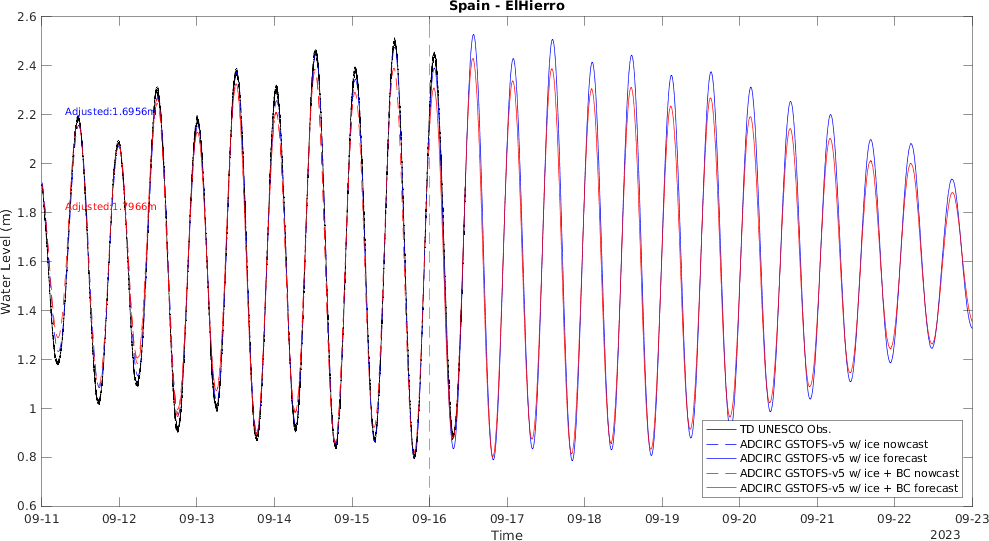 Spain - ElHierro
2.6
2.4
2.2
2
1.8
1.6
1.4
1.2
1
0.8
0.6
Water Level (m)
Adjusted:1.6956m
Adjusted:1.7966m
TD UNESCO Obs.
ADCIRC GSTOFS-v5 w/ ice nowcast
ADCIRC GSTOFS-v5 w/ ice forecast
ADCIRC GSTOFS-v5 w/ ice + BC nowcast
ADCIRC GSTOFS-v5 w/ ice + BC forecast
09-11 09-12 09-13 09-14 09-15 09-16 09-17 09-18 09-19 09-20 09-21 09-22 09-23
Time
2023